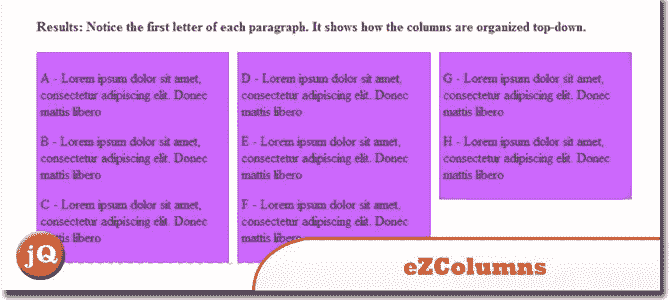 Results: Notice the first letter of each paragraph. It shows how the columns are organized top-down.
A - Lorem ipsum dolor sit amet,
consectetur adipiscing elit. Donec
mattis libero
B - Lorem ipsum dolor sit amet,
consectetur adipiscing elit. Donec
mattis libero
C - Lorem ipsum dolor sit amet,
consectetur adipiscing elit. Donec
tis libero
D - Lorem ipsum dolor sit amet,
consectetur adipiscing elit. Donec
mattis libero
E - Lorem ipsum dolor sit amet,
consectetur adipiscing elit. Donec
mattis libero
F - Lorem ipsum dolor sit amet,
consectetur adipiscing elit. Donec
mattis libero
G - Lorem ipsum dolor sit amet,
consectetur adipiscing elit. Donec
mattis libero
H - Lorem ipsum dolor sit amet,
consectetur adipiscing elit. Donec
mattis libero
jQ
eZColumns